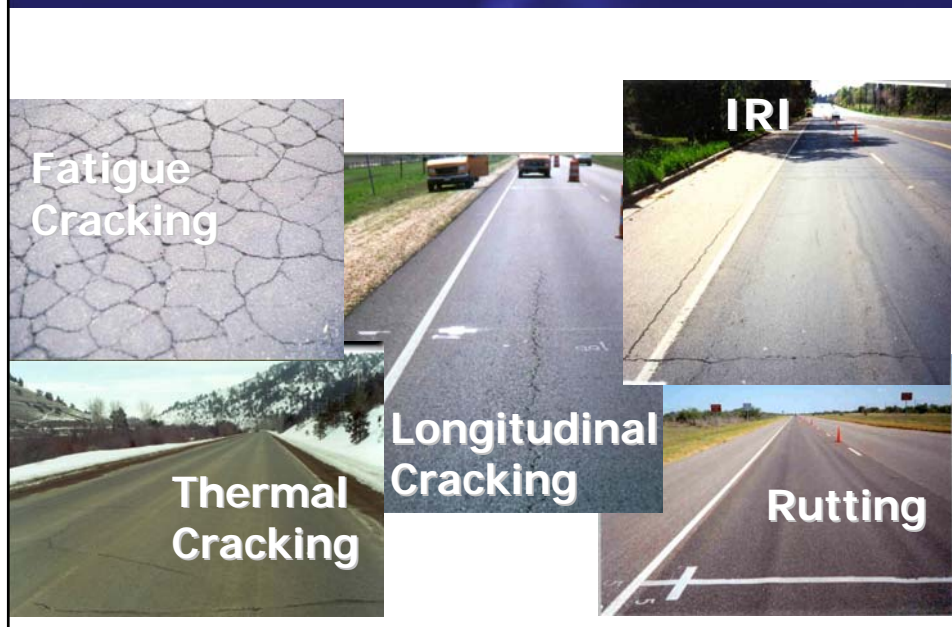 Fatigue
Cracking
IRI
Longitudinal
Cracking
Thermal
Cracking
Rutting